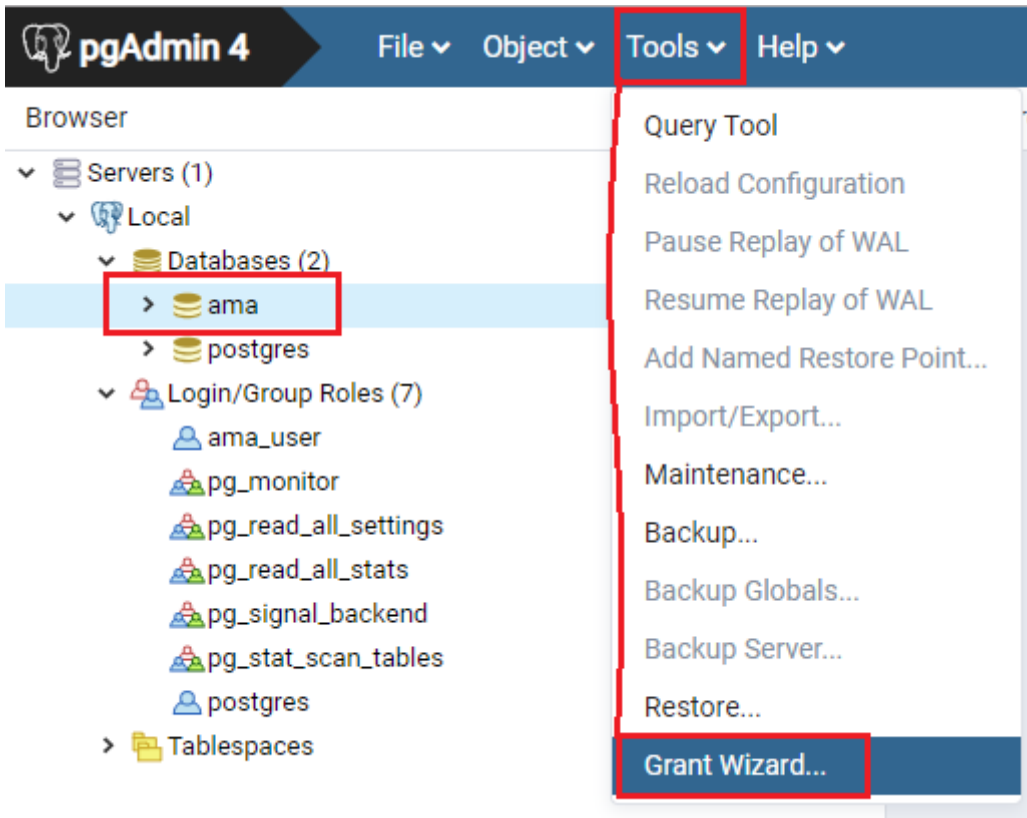 pgAdmin 4
File Object Tools Help
Browser
Servers (1)
Local
Databases (2)
ama
postgres
Login/Group Roles (7)
ama_user
pg_monitor
pg_read_all_settings
pg_read_all_stats
pg_signal_backend
pg_stat_scan_tables
postgres
Tablespaces
Query Tool
Reload Configuration
Pause Replay of WAL
Resume Replay of WAL
Add Named Restore Point...
Import/Export...
Maintenance...
Backup...
Backup Globals...
Backup Server...
Restore...
Grant Wizard...